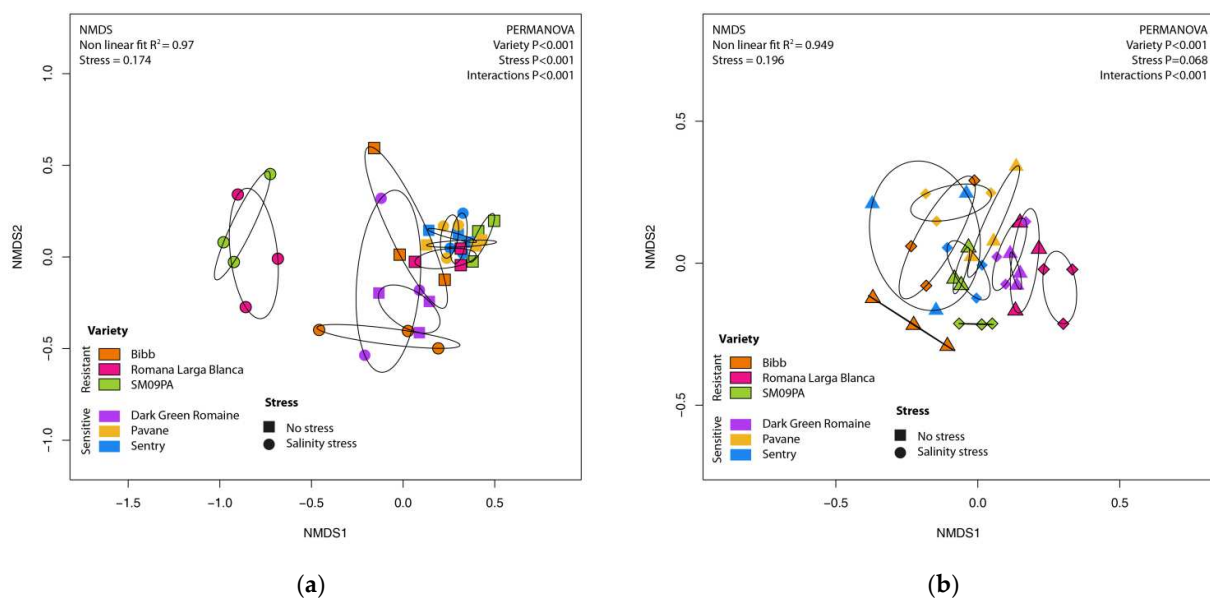 NMDS
Non linear fit R² = 0.97
Stress = 0.174
PERMANOVA
Variety P<0.001
Stress P<0.001
Interactions P<0.001
NMDS2
1.0
0.5
0.0
−0.5
−1.0
Variety
Resistant
Bibb
Romana Larga Blanca
SM09PA
Sensitive
Dark Green Romaine
Pavane
Sentry
Stress
No stress
Salinity stress
−1.5 −1.0 −0.5 0.0 0.5
NMDS1
(a)
NMDS
Non linear fit R² = 0.949
Stress = 0.196
PERMANOVA
Variety P<0.001
Stress P=0.068
Interactions P<0.001
NMDS2
0.5
0.0
−0.5
Variety
Resistant
Bibb
Romana Larga Blanca
SM09PA
Sensitive
Dark Green Romaine
Pavane
Sentry
Stress
No stress
Salinity stress
−0.5 0.0 0.5
NMDS1
(b)